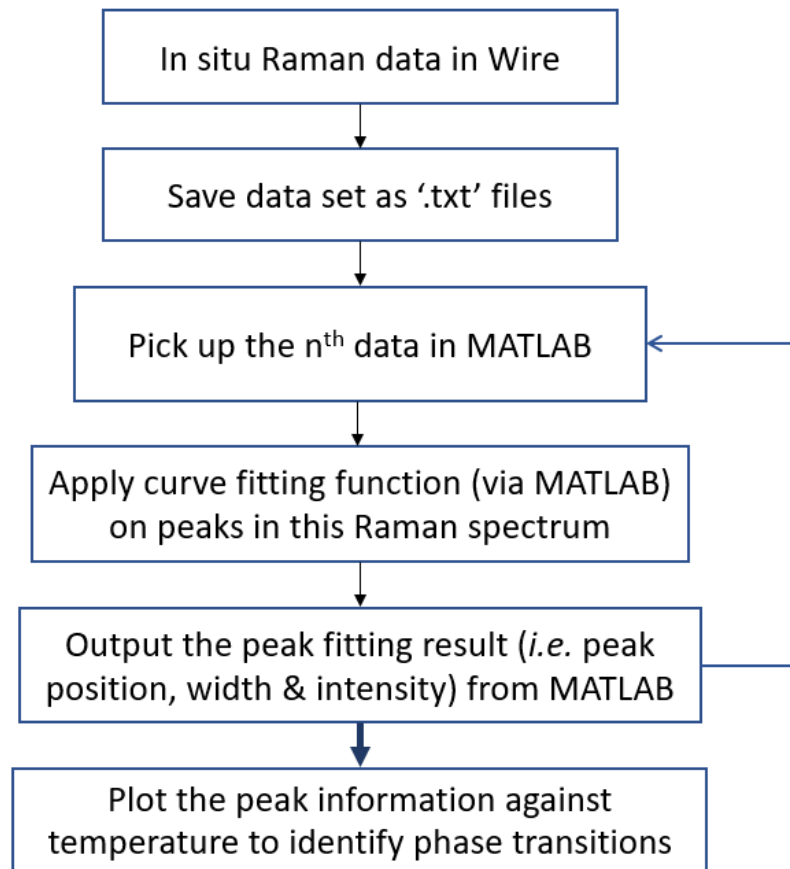 In situ Raman data in Wire
Save data set as ‘.txt’ files
Pick up the nth data in MATLAB
Apply curve fitting function (via MATLAB)
on peaks in this Raman spectrum
Output the peak fitting result (i.e. peak
position, width & intensity) from MATLAB
Plot the peak information against
temperature to identify phase transitions